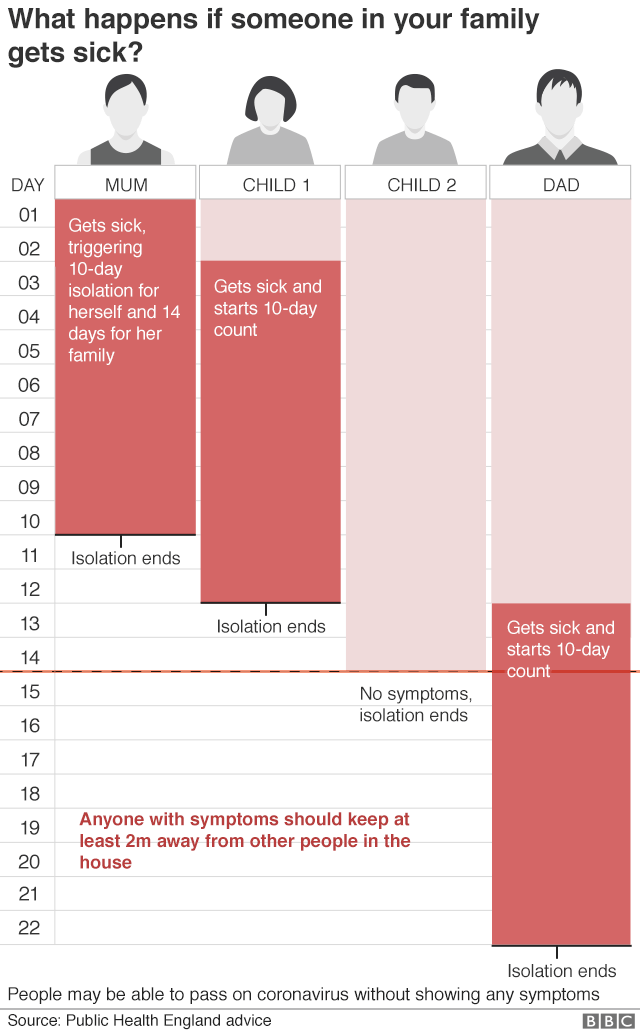 What happens if someone in your family
gets sick?
DAY
MUM
CHILD 1
CHILD 2
DAD
01
02
03
04
05
06
07
08
09
10
11
12
13
14
15
16
17
18
19
20
21
22
Gets sick,
triggering
10-day
isolation for
herself and 14
days for her
family
Isolation ends
Gets sick and
starts 10-day
count
Isolation ends
No symptoms,
isolation ends
Gets sick and
starts 10-day
count
Isolation ends
Anyone with symptoms should keep at
least 2m away from other people in the
house
People may be able to pass on coronavirus without showing any symptoms
Source: Public Health England advice
BBC